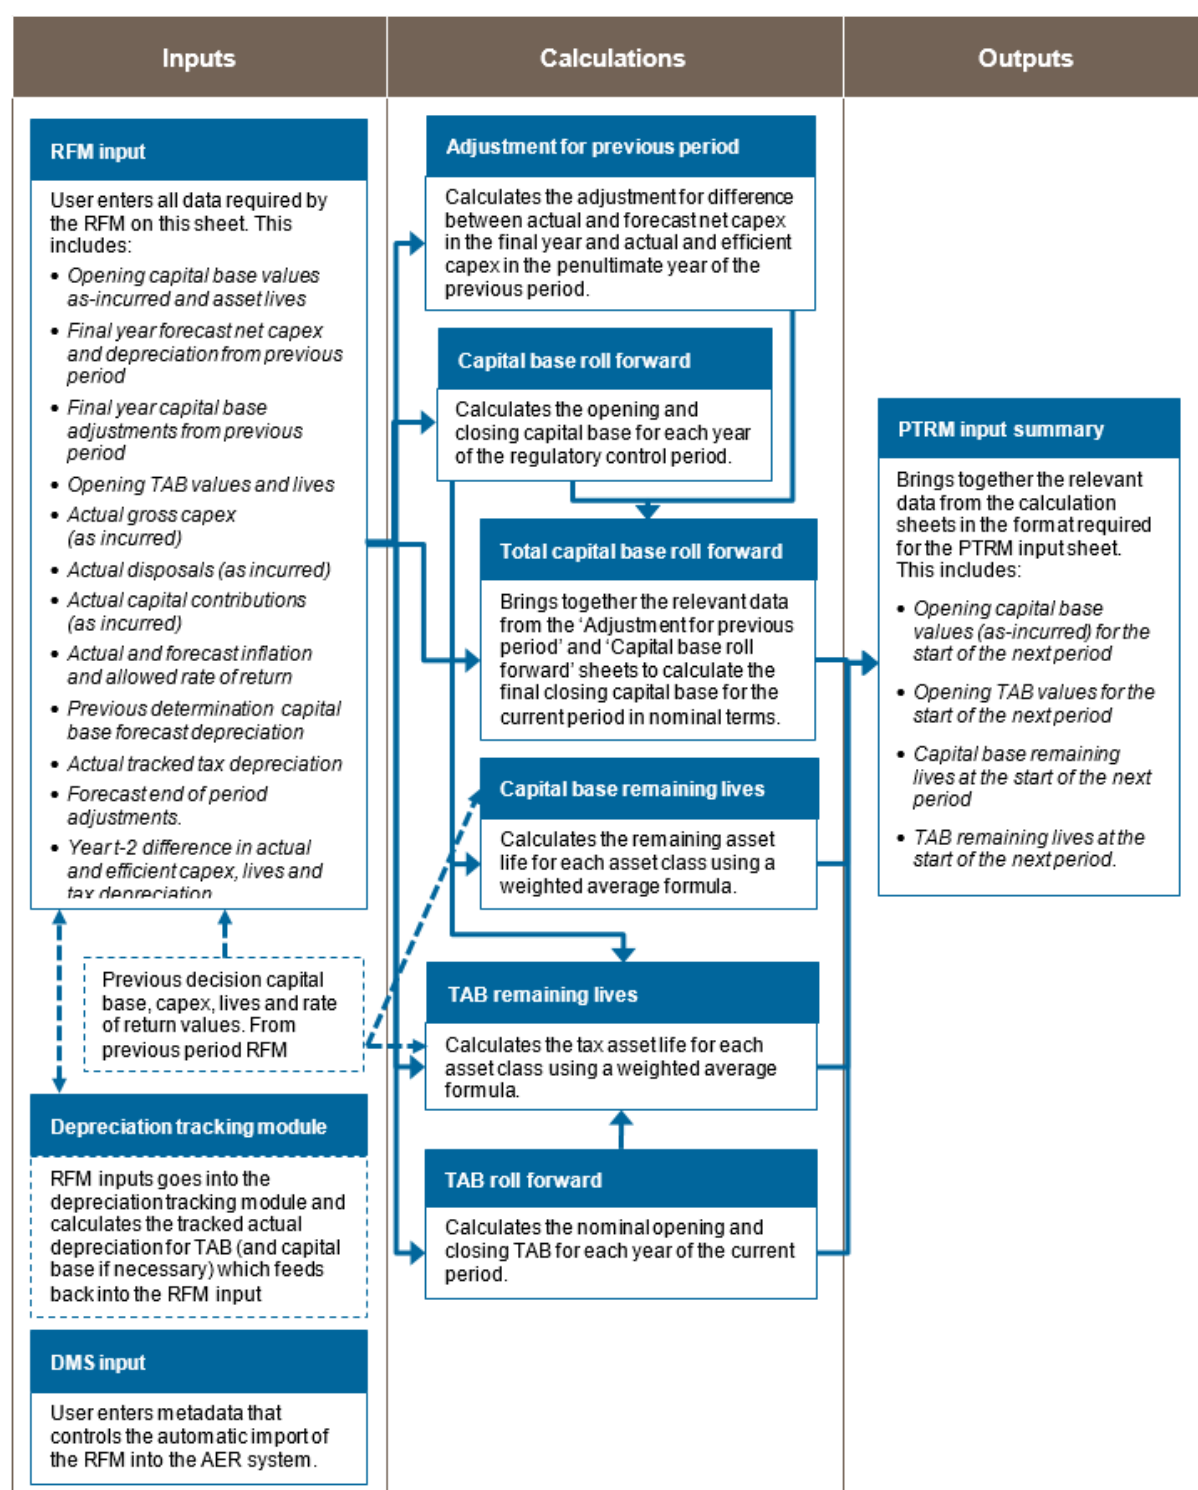 Inputs
Calculations
Outputs
RFM input
User enters all data required by
the RFM on this sheet. This
includes:
• Opening capital base values
as-incurred and asset lives
• Final year forecast net capex
and depreciation from previous
period
• Final year capital base
adjustments from previous
period
• Opening TAB values and lives
• Actual gross capex
(as incurred)
• Actual disposals (as incurred)
• Actual capital contributions
(as incurred)
• Actual and forecast inflation
and allowed rate of return
• Previous determination capital
base forecast depreciation
• Actual tracked tax depreciation
• Forecast end of period
adjustments.
• Year t-2 difference in actual
and efficient capex, lives and
tax depreciation
Previous decision capital
base, capex, lives and rate
of return values. From
previous period RFM
Depreciation tracking module
RFM inputs goes into the
depreciation tracking module and
calculates the tracked actual
depreciation for TAB (and capital
base if necessary) which feeds
back into the RFM input
DMS input
User enters metadata that
controls the automatic import of
the RFM into the AER system.
Adjustment for previous period
Calculates the adjustment for difference
between actual and forecast net capex
in the final year and actual and efficient
capex in the penultimate year of the
previous period.
Capital base roll forward
Calculates the opening and
closing capital base for each year
of the regulatory control period.
Total capital base roll forward
Brings together the relevant data
from the ‘Adjustment for previous
period’ and ‘Capital base roll
forward’ sheets to calculate the
final closing capital base for the
current period in nominal terms.
Capital base remaining lives
Calculates the remaining asset
life for each asset class using a
weighted average formula.
TAB remaining lives
Calculates the tax asset life for each
asset class using a weighted average
formula.
TAB roll forward
Calculates the nominal opening and
closing TAB for each year of the current
period.
PTRM input summary
Brings together the relevant
data from the calculation
sheets in the format required
for the PTRM input sheet.
This includes:
• Opening capital base
values (as-incurred) for the
start of the next period
• Opening TAB values for the
start of the next period
• Capital base remaining
lives at the start of the next
period
• TAB remaining lives at the
start of the next period.